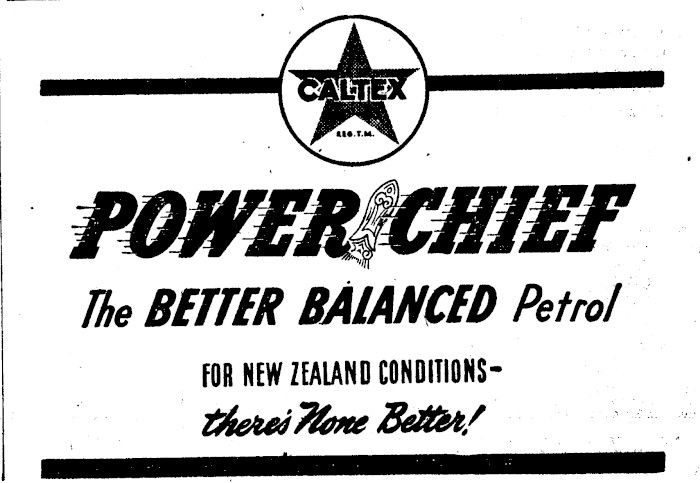 CALTEX
REG. T.M.
POWER CHIEF
The BETTER BALANCED Petrol
FOR NEW ZEALAND CONDITIONS-
there's None Better!